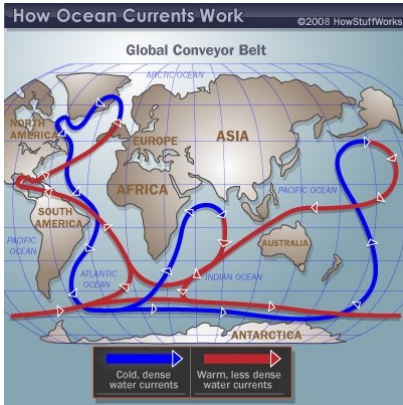 How Ocean Currents Work
©2008 HowStuffWorks
Global Conveyor Belt
ARCTIC OCEAN
NORTH
AMERICA
EUROPE
ASIA
AFRICA
PACIFIC OCEAN
SOUTH
AMERICA
PACIFIC
OCEAN
AUSTRALIA
ATLANTIC
OCEAN
INDIAN OCEAN
ANTARCTICA
Cold, dense
water currents
Warm, less dense
water currents